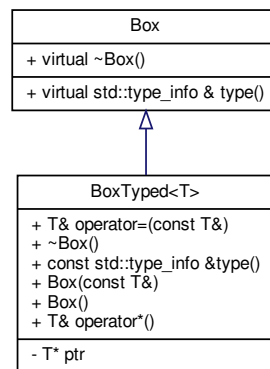 Box
+ virtual ~Box()
+ virtual std::type_info & type()
BoxTyped<T>
+ T& operator=(const T&)
+ ~Box()
+ const std::type_info &type()
+ Box(const T&)
+ Box()
+ T& operator*()
- T* ptr